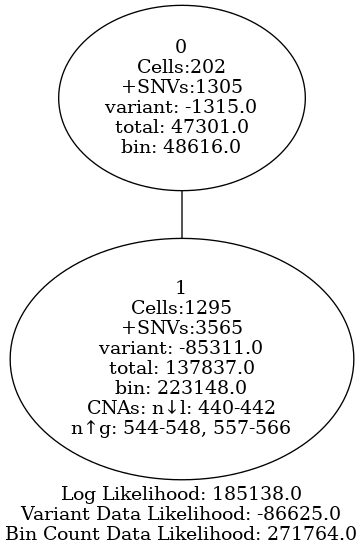 0
Cells:202
+SNVs:1305
variant: -1315.0
total: 47301.0
bin: 48616.0
1
Cells:1295
+SNVs:3565
variant: -85311.0
total: 137837.0
bin: 223148.0
CNAs: n↓l: 440-442
n↑g: 544-548, 557-566
Log Likelihood: 185138.0
Variant Data Likelihood: -86625.0
Bin Count Data Likelihood: 271764.0